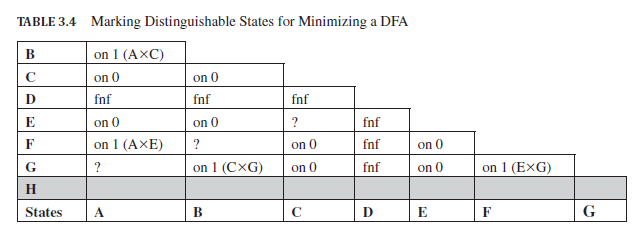 TABLE 3.4 Marking Distinguishable States for Minimizing a DFA
B on 1 (A×C)
C on 0 on 0
D fnf fnf fnf
E on 0 on 0 ? fnf
F on 1 (A×E) ? on 0 fnf on 0
G ? on 1 (C×G) on 0 fnf on 0 on 1 (E×G)
H
States A B C D E F G